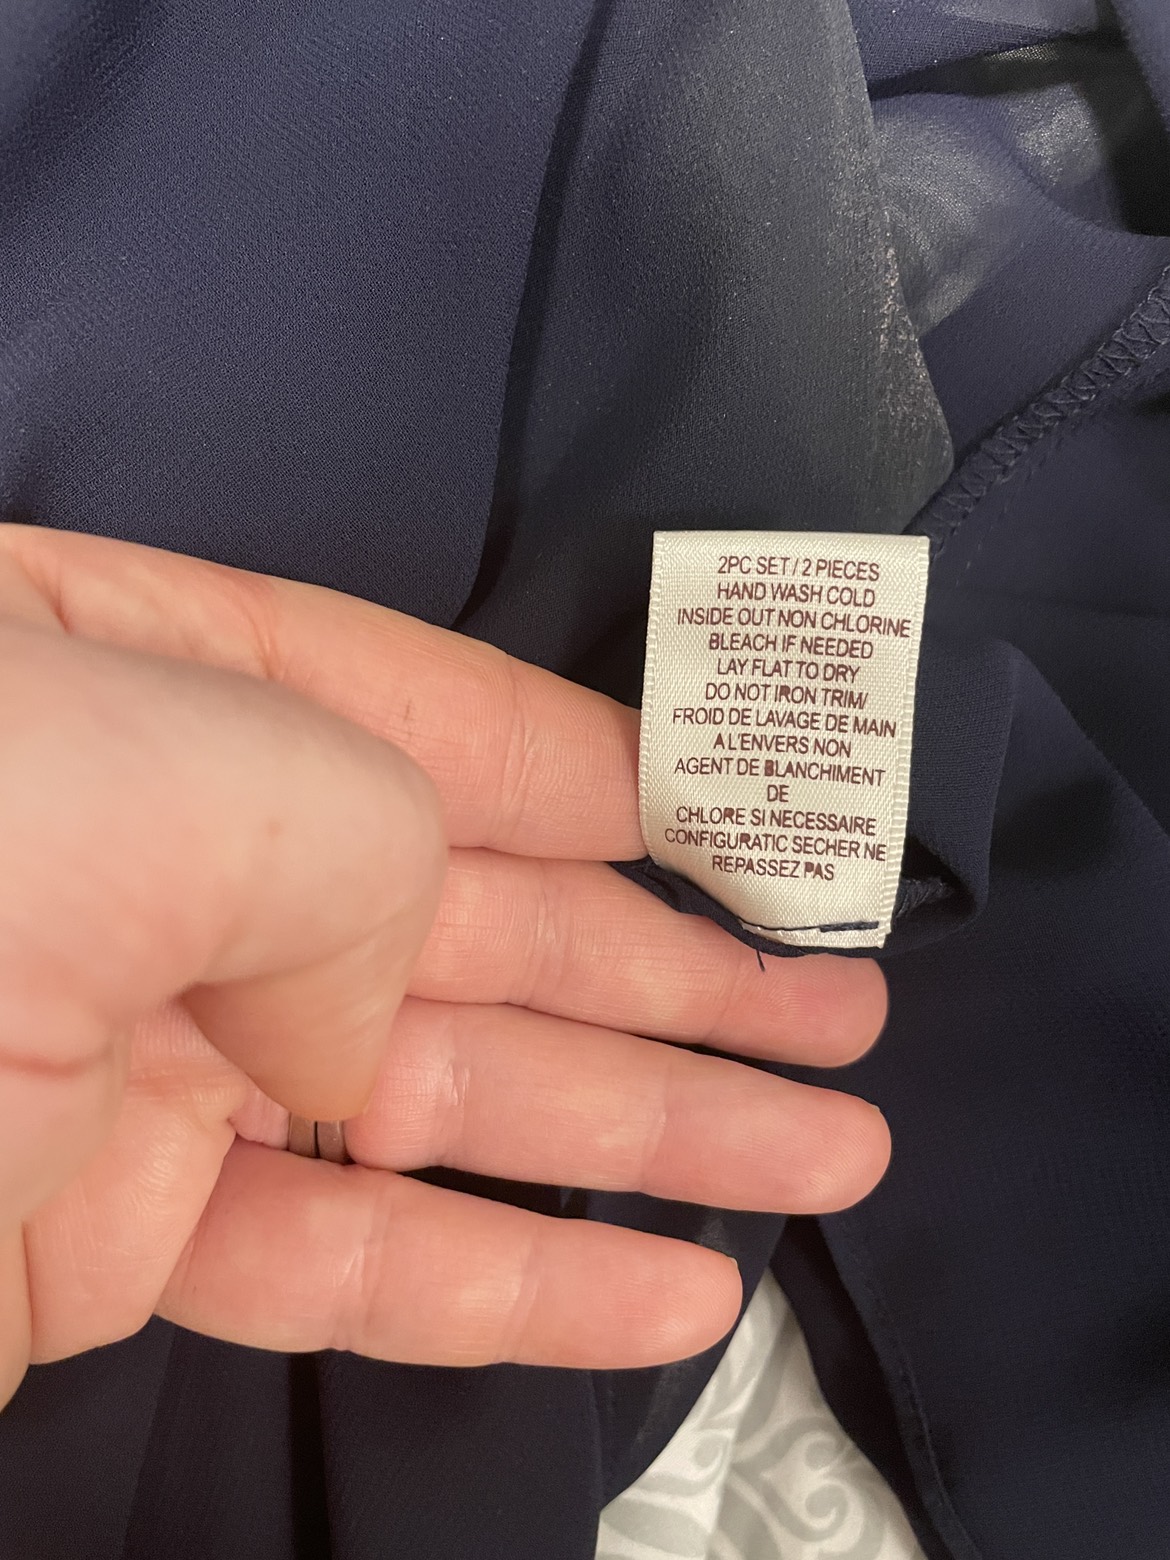 2PC SET / 2 PIECES
HAND WASH COLD
INSIDE OUT NON CHLORINE
BLEACH IF NEEDED
LAY FLAT TO DRY
DO NOT IRON TRIM/
FROID DE LAVAGE DE MAIN
A L'ENVERS NON
AGENT DE BLANCHIMENT
DE
CHLORE SI NECESSAIRE
CONFIGURATIC SECHER NE
REPASSEZ PAS